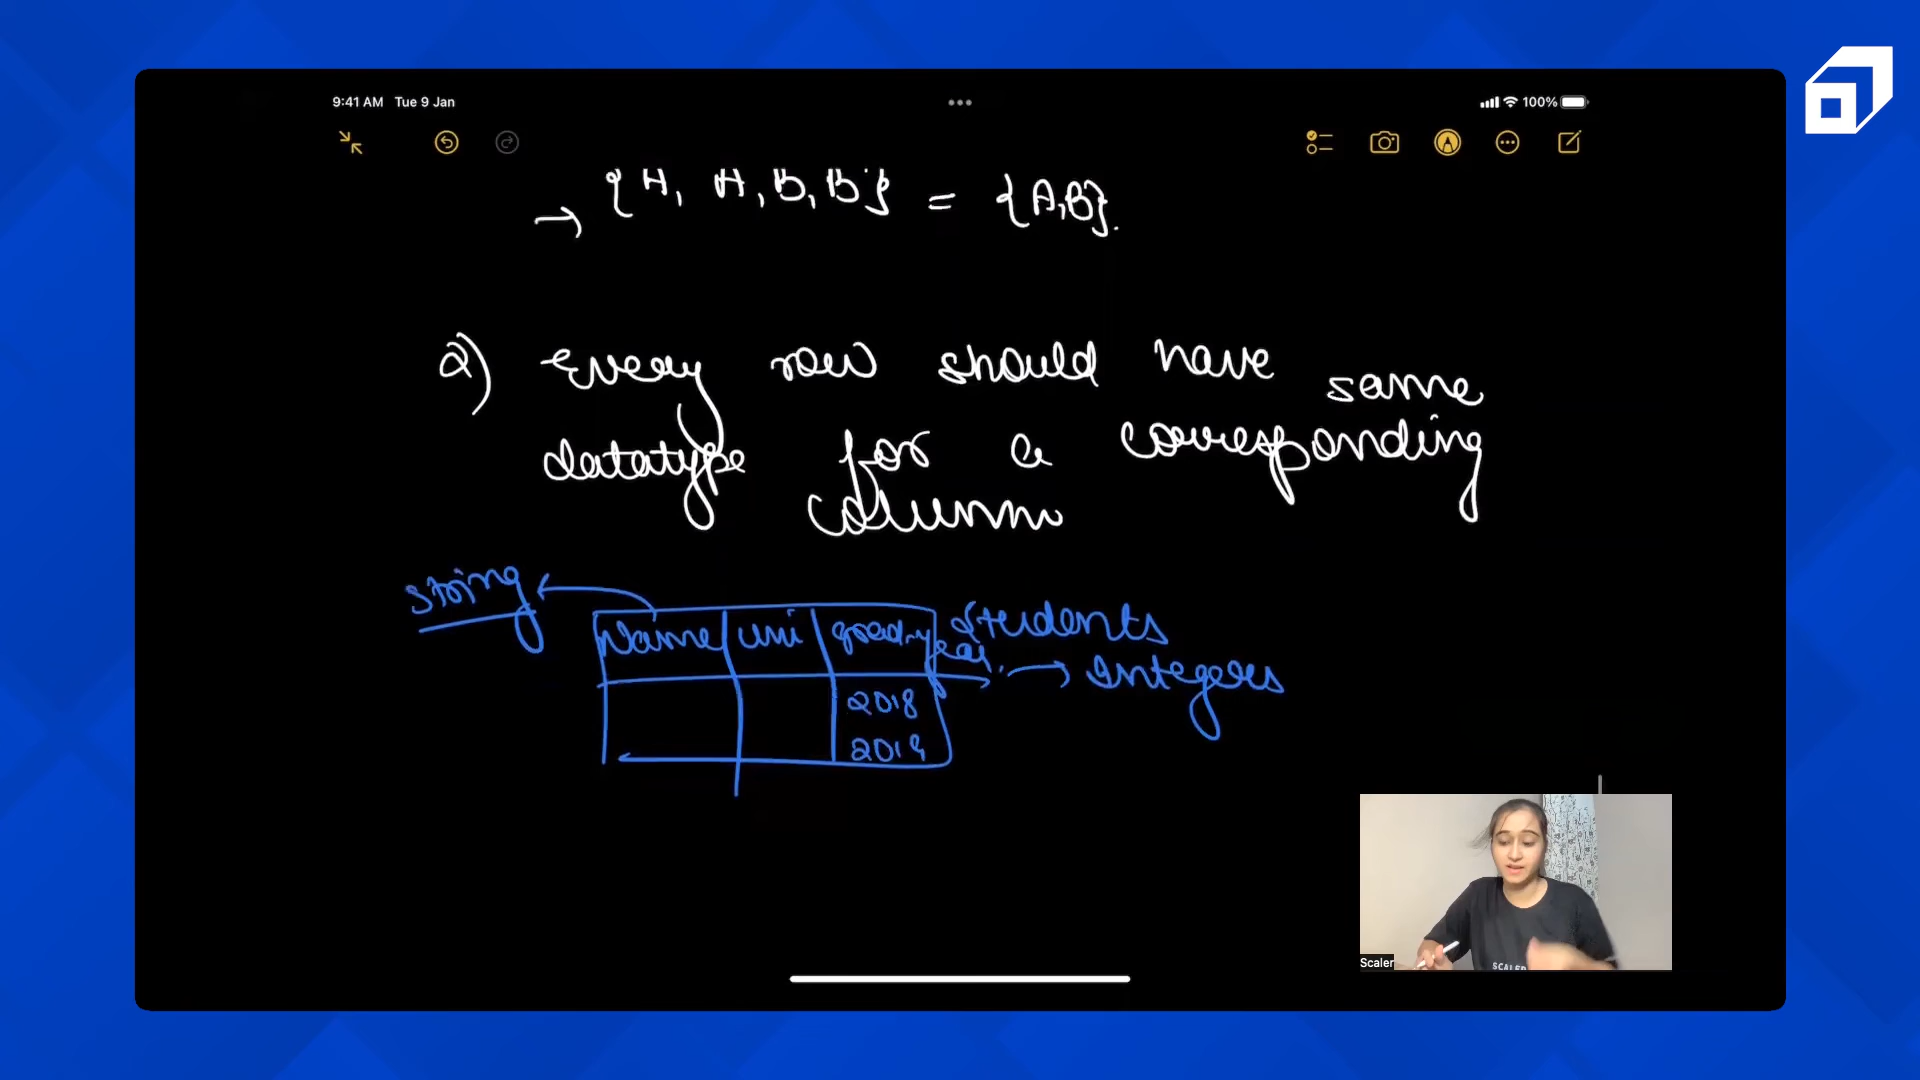 9:41 AM Tue 9 Jan
100%
→ {A, A, B, B} = {A,B}.
2) Every row should have same
datatype for a corresponding
column
string
Name uni grad-year Students
→ Integers
2018
2019
Scaler
SCALER